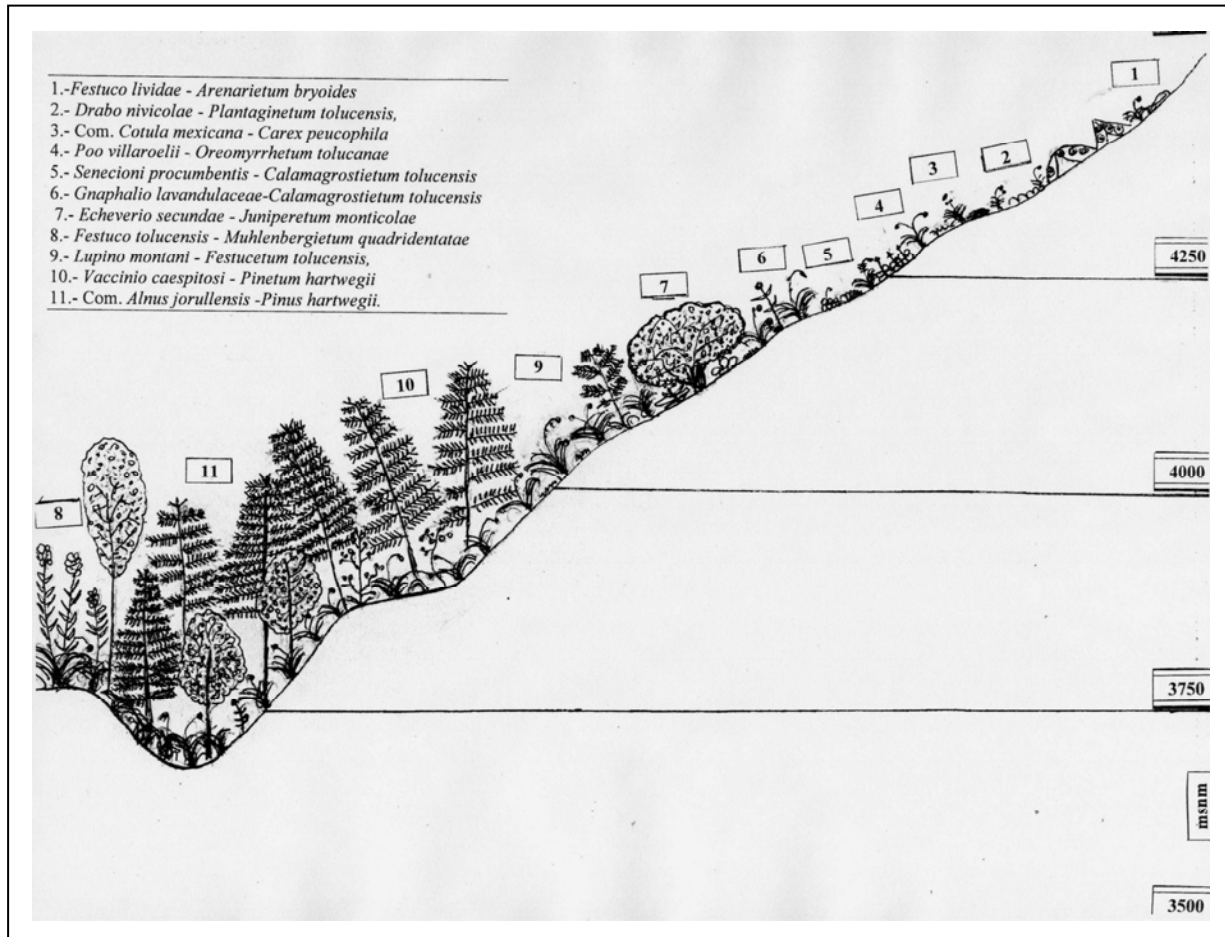 1.-Festuco lividae - Arenarietum bryoides
2.- Drabo nivicolae - Plantaginetum tolucensis,
3.- Com. Cotula mexicana - Carex peucophila
4.- Poo villaroelii - Oreomyrrhetum tolucanae
5.- Senecioni procumbentis - Calamagrostietum tolucensis
6.- Gnaphalio lavandulaceae-Calamagrostietum tolucensis
7.- Echeverio secundae - Juniperetum monticolae
8.- Festuco tolucensis - Muhlenbergietum quadridentatae
9.- Lupino montani - Festucetum tolucensis,
10.- Vaccinio caespitosi - Pinetum hartwegii
11.- Com. Alnus jorullensis -Pinus hartwegii.
1
2
3
4
5
6
7
4250
9
10
11
4000
8
3750
msnm
3500